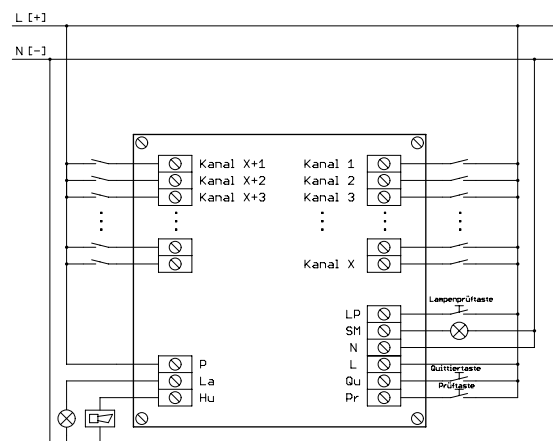 L [+]
N [-]
Kanal X+1 Kanal 1
Kanal X+2 Kanal 2
Kanal X+3 Kanal 3
Kanal X
Lampenprüftaste
LP
SM
N
P L Quittiertaste
La Qu Prüftaste
Hu Pr